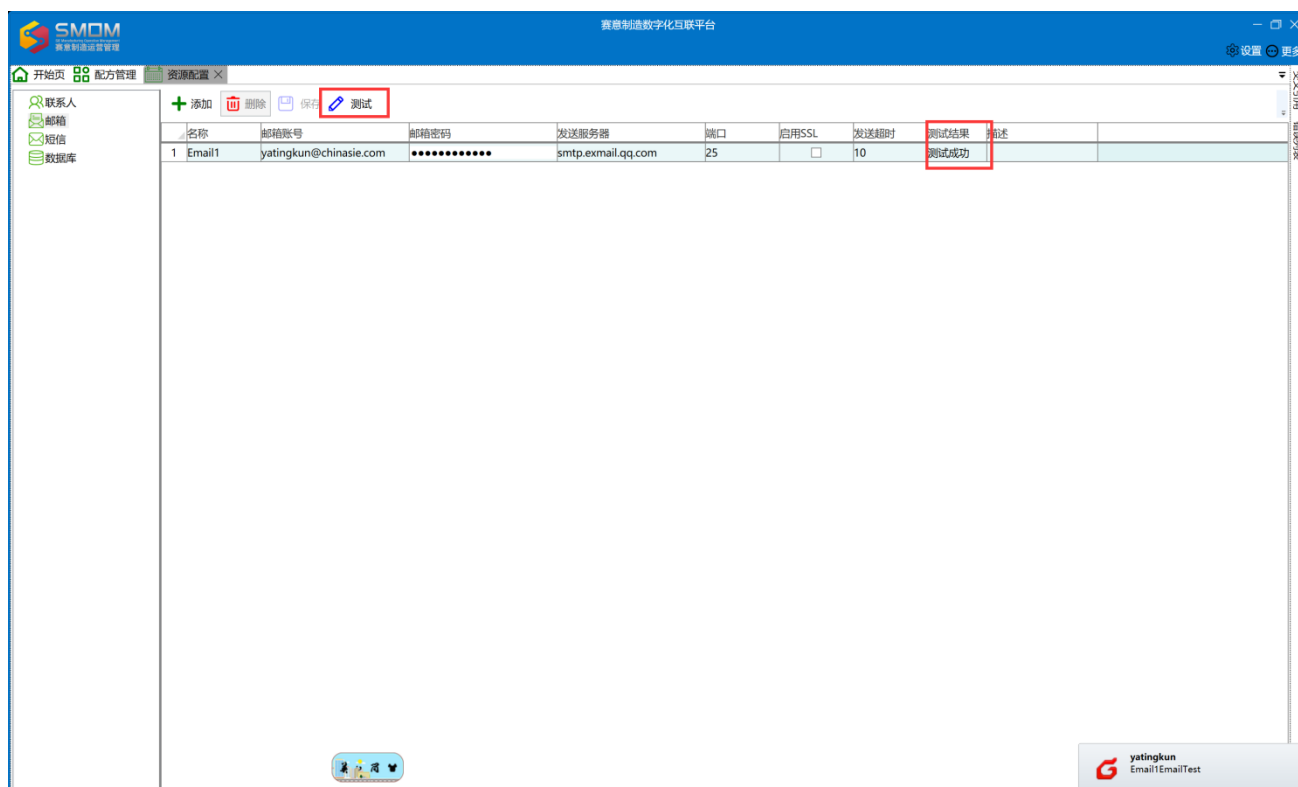 赛意制造数字化互联平台
SMOM
赛意制造运营管理
设置 更多
开始页 配方管理 资源配置
联系人
邮箱
短信
数据库
添加 删除 保存 测试
名称 邮箱账号 邮箱密码 发送服务器 端口 启用SSL 发送超时 测试结果 描述
1 Email1 yatingkun@chinasie.com ●●●●●●●●●●●● smtp.exmail.qq.com 25 10 测试成功
yatingkun
Email1EmailTest